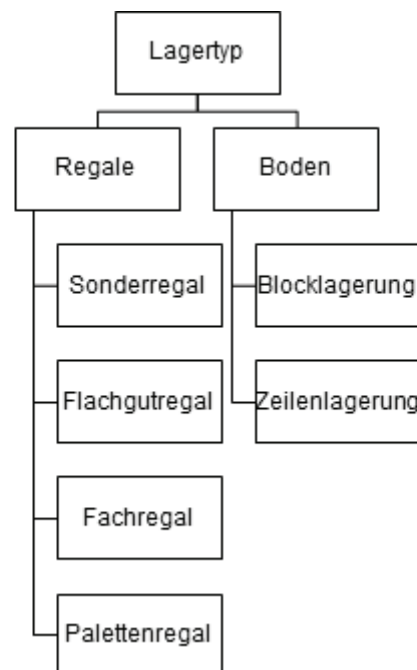 Lagertyp
Regale
Boden
Sonderregal
Blocklagerung
Flachgutregal
Zeilenlagerung
Fachregal
Palettenregal